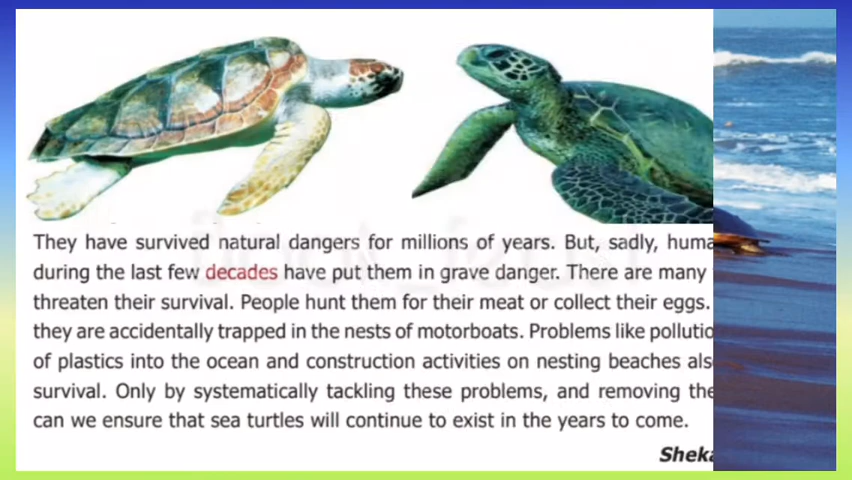 They have survived natural dangers for millions of years. But, sadly, huma
during the last few decades have put them in grave danger. There are many
threaten their survival. People hunt them for their meat or collect their eggs.
they are accidentally trapped in the nests of motorboats. Problems like pollutio
of plastics into the ocean and construction activities on nesting beaches als
survival. Only by systematically tackling these problems, and removing the
can we ensure that sea turtles will continue to exist in the years to come.
Sheka